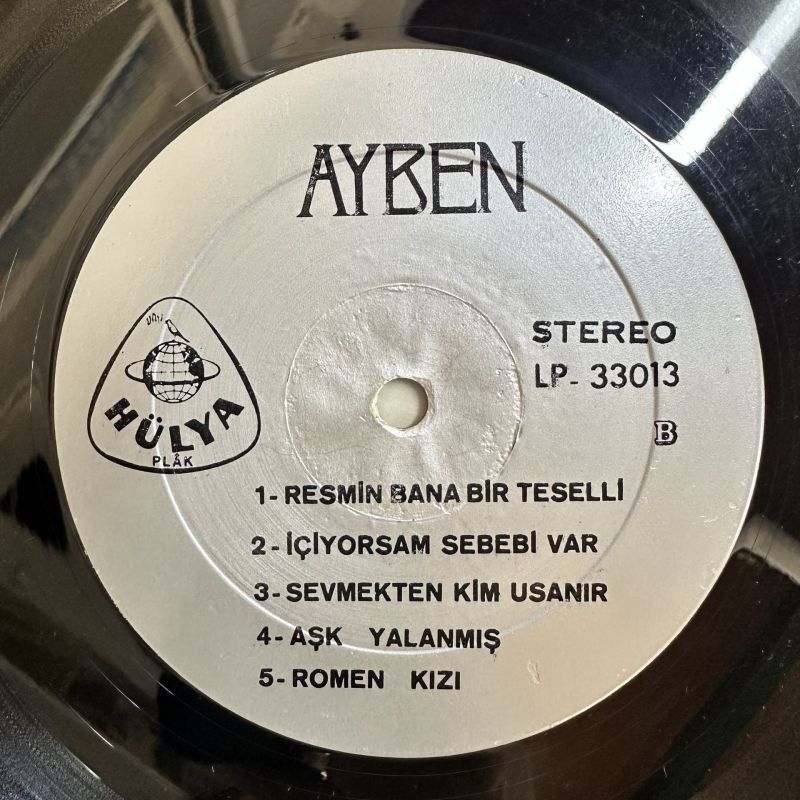 AYBEN
STEREO
LP- 33013
B
HÜLYA
PLÂK
1- RESMİN BANA BİR TESELLİ
2- İÇİYORSAM SEBEBİ VAR
3- SEVMEKTEN KİM USANIR
4- AŞK YALANMIŞ
5- ROMEN KIZI